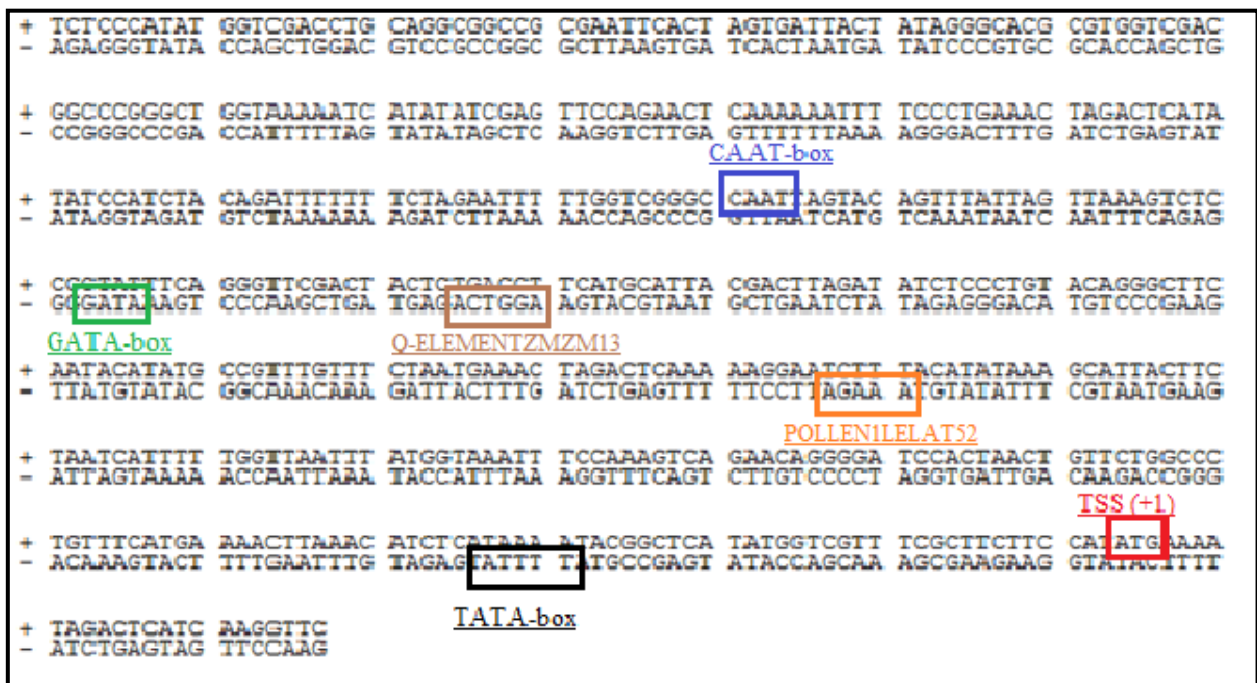 + TCTCCCATAT GGTCGACCTG CAGGCGGCCG CGAATTCACT AGTGATTACT ATAGGGCACG CGTGGTCGAC
- AGAGGGTATA CCAGCTGGAC GTCCGCCGGC GCTTAAGTGA TCACTAATGA TATCCCGTGC GCACCAGCTG
+ GGCCCGGGCT GGTAAAAATC ATATATCGAG TTCCAGAACT CAAAAAATTT TCCCTGAAAC TAGACTCATA
- CCGGGCCCGA CCATTTTTAG TATATAGCTC AAGGTCTTGA GTTTTTTAAA AGGGACTTTG ATCTGAGTAT
CAAT-box
+ TATCCATCTA CAGATTTTTT TCTAGAATTT TTGGTCGGGC CAATTAGTAC AGTTTATTAG TTAAAGTCTC
- ATAGGTAGAT GTCTAAAAAA AGATCTTAAA AACCAGCCCG GTTAATCATG TCAAATAATC AATTTCAGAG
+ CCCTATTTCA GGGTTCGACT ACTCTGACCT TCATGCATTA CGACTTAGAT ATCTCCCTGT ACAGGGCTTC
- GGGATAAAGT CCCAAGCTGA TGAGACTGGA AGTACGTAAT GCTGAATCTA TAGAGGGACA TGTCCCGAAG
GATA-box Q-ELEMENTZMZM13
+ AATACATATG CCGTTTGTTT CTAATGAAAC TAGACTCAAA AAGGAATCTT TACATATAAA GCATTACTTC
- TTATGTATAC GGCAAACAAA GATTACTTTG ATCTGAGTTT TTCCTTAGAA ATGTATATTT CGTAATGAAG
POLLEN1LELAT52
+ TAATCATTTT TGGTTAATTT ATGGTAAATT TCCAAAGTCA GAACAGGGGA TCCACTAACT GTTCTGGCCC
- ATTAGTAAAA ACCAATTAAA TACCATTTAA AGGTTTCAGT CTTGTCCCCT AGGTGATTGA CAAGACCGGG
TSS (+1)
+ TGTTTCATGA AAACTTAAAC ATCTCATAAA ATACGGCTCA TATGGTCGTT TCGCTTCTTC CATATGAAAA
- ACAAAGTACT TTTGAATTTG TAGAGTATTT TATGCCGAGT ATACCAGCAA AGCGAAGAAG GTATACTTTT
TATA-box
+ TAGACTCATC AAGGTTC
- ATCTGAGTAG TTCCAAG